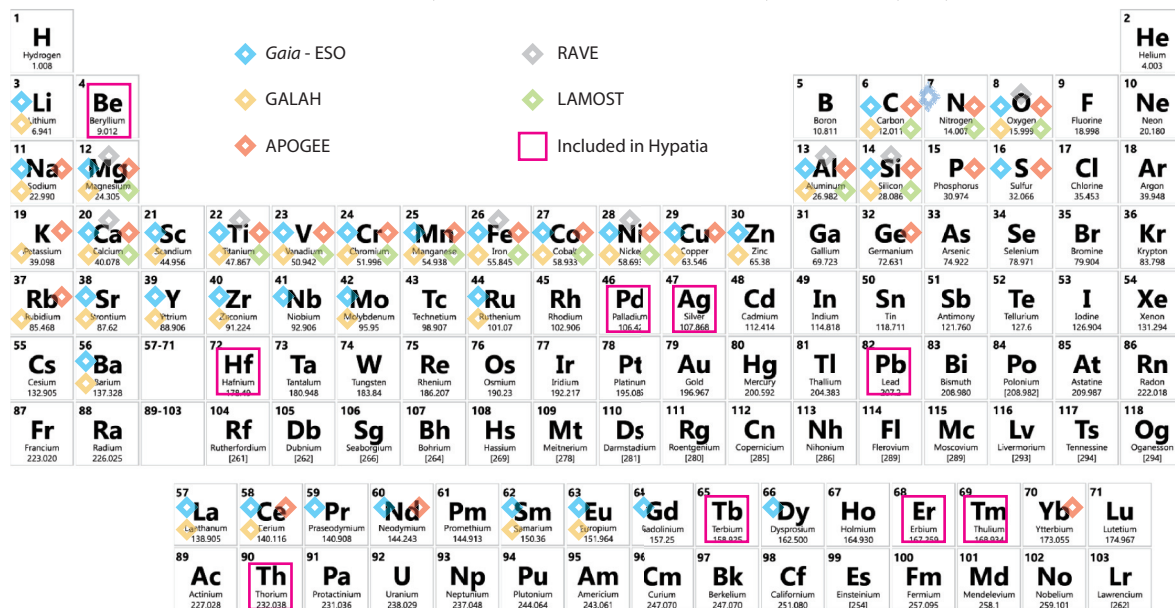 1 2
H He
Hydrogen Helium
1.008 4.003
Gaia - ESO RAVE
GALAH LAMOST
APOGEE Included in Hypatia
3 4 5 6 7 8 9 10
Li Be B C N O F Ne
Lithium Beryllium Boron Carbon Nitrogen Oxygen Fluorine Neon
6.941 9.012 10.811 12.011 14.007 15.999 18.998 20.180
11 12 13 14 15 16 17 18
Na Mg Al Si P S Cl Ar
Sodium Magnesium Aluminum Silicon Phosphorus Sulfur Chlorine Argon
22.990 24.305 26.982 28.086 30.974 32.066 35.453 39.948
19 20 21 22 23 24 25 26 27 28 29 30 31 32 33 34 35 36
K Ca Sc Ti V Cr Mn Fe Co Ni Cu Zn Ga Ge As Se Br Kr
Potassium Calcium Scandium Titanium Vanadium Chromium Manganese Iron Cobalt Nickel Copper Zinc Gallium Germanium Arsenic Selenium Bromine Krypton
39.098 40.078 44.956 47.867 50.942 51.996 54.938 55.845 58.933 58.693 63.546 65.38 69.723 72.631 74.922 78.971 79.904 83.798
37 38 39 40 41 42 43 44 45 46 47 48 49 50 51 52 53 54
Rb Sr Y Zr Nb Mo Tc Ru Rh Pd Ag Cd In Sn Sb Te I Xe
Rubidium Strontium Yttrium Zirconium Niobium Molybdenum Technetium Ruthenium Rhodium Palladium Silver Cadmium Indium Tin Antimony Tellurium Iodine Xenon
85.468 87.62 88.906 91.224 92.906 95.95 98.907 101.07 102.906 106.42 107.868 112.414 114.818 118.711 121.760 127.6 126.904 131.294
55 56 57-71 72 73 74 75 76 77 78 79 80 81 82 83 84 85 86
Cs Ba Hf Ta W Re Os Ir Pt Au Hg Tl Pb Bi Po At Rn
Cesium Barium Hafnium Tantalum Tungsten Rhenium Osmium Iridium Platinum Gold Mercury Thallium Lead Bismuth Polonium Astatine Radon
132.905 137.328 178.49 180.948 183.84 186.207 190.23 192.217 195.085 196.967 200.592 204.383 207.2 208.980 [208.982] 209.987 222.018
87 88 89-103 104 105 106 107 108 109 110 111 112 113 114 115 116 117 118
Fr Ra Rf Db Sg Bh Hs Mt Ds Rg Cn Nh Fl Mc Lv Ts Og
Francium Radium Rutherfordium Dubnium Seaborgium Bohrium Hassium Meitnerium Darmstadtium Roentgenium Copernicium Nihonium Flerovium Moscovium Livermorium Tennessine Oganesson
223.020 226.025 [261] [262] [266] [264] [269] [278] [281] [280] [285] [286] [289] [289] [293] [294] [294]
57 58 59 60 61 62 63 64 65 66 67 68 69 70 71
La Ce Pr Nd Pm Sm Eu Gd Tb Dy Ho Er Tm Yb Lu
Lanthanum Cerium Praseodymium Neodymium Promethium Samarium Europium Gadolinium Terbium Dysprosium Holmium Erbium Thulium Ytterbium Lutetium
138.905 140.116 140.908 144.243 144.913 150.36 151.964 157.25 158.925 162.500 164.930 167.259 168.934 173.055 174.967
89 90 91 92 93 94 95 96 97 98 99 100 101 102 103
Ac Th Pa U Np Pu Am Cm Bk Cf Es Fm Md No Lr
Actinium Thorium Protactinium Uranium Neptunium Plutonium Americium Curium Berkelium Californium Einsteinium Fermium Mendelevium Nobelium Lawrencium
227.028 232.038 231.036 238.029 237.048 244.064 243.061 247.070 247.070 251.080 [254] 257.095 258.1 259.101 [262]